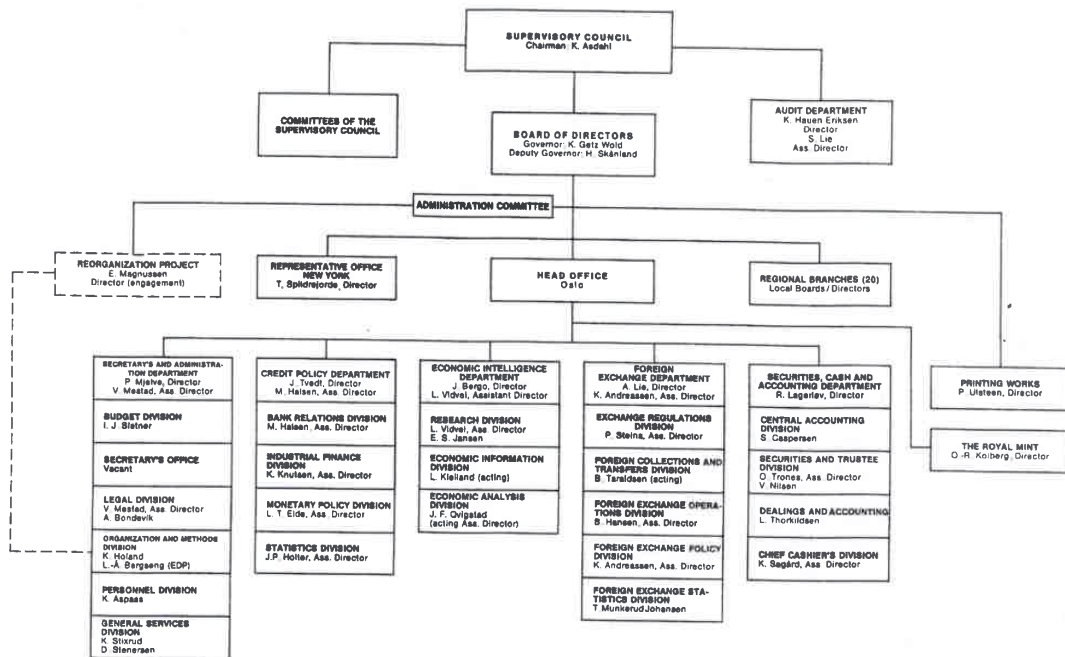 SUPERVISORY COUNCIL
Chairman: K. Asdahl
COMMITTEES OF THE
SUPERVISORY COUNCIL
BOARD OF DIRECTORS
Governor: K. Getz Wold
Deputy Governor: H. Skånland
AUDIT DEPARTMENT
K. Hauen Eriksen
Director
S. Lie
Ass. Director
ADMINISTRATION COMMITTEE
REORGANIZATION PROJECT
E. Magnussen
Director (engagement)
REPRESENTATIVE OFFICE
NEW YORK
T. Spildrejorde, Director
HEAD OFFICE
Oslo
REGIONAL BRANCHES (20)
Local Boards/Directors
SECRETARY'S AND ADMINISTRA-
TION DEPARTMENT
P. Mjelve, Director
V. Mestad, Ass. Director
BUDGET DIVISION
I. J. Sletner
SECRETARY'S OFFICE
Vacant
LEGAL DIVISION
V. Mestad, Ass. Director
A. Bondevik
ORGANIZATION AND METHODS
DIVISION
K. Holand
L.-A. Bergseng (EDP)
PERSONNEL DIVISION
K. Aspaas
GENERAL SERVICES
DIVISION
K. Stixrud
D. Stenersen
CREDIT POLICY DEPARTMENT
J. Tvedt, Director
M. Halsen, Ass. Director
BANK RELATIONS DIVISION
M. Halsen, Ass. Director
INDUSTRIAL FINANCE
DIVISION
K. Knutsen, Ass. Director
MONETARY POLICY DIVISION
L. T. Eide, Ass. Director
STATISTICS DIVISION
J.P. Holter, Ass. Director
ECONOMIC INTELLIGENCE
DEPARTMENT
J. Bergo, Director
L. Vidvei, Assistant Director
RESEARCH DIVISION
L. Vidvei, Ass. Director
E. S. Jansen
ECONOMIC INFORMATION
DIVISION
L. Kielland (acting)
ECONOMIC ANALYSIS
DIVISION
J. F. Qvigstad
(acting Ass. Director)
FOREIGN
EXCHANGE DEPARTMENT
A. Lie, Director
K. Andreassen, Ass. Director
EXCHANGE REGULATIONS
DIVISION
P. Steina, Ass. Director
FOREIGN COLLECTIONS AND
TRANSFERS DIVISION
B. Taraldsen (acting)
FOREIGN EXCHANGE OPERA-
TIONS DIVISION
B. Hansen, Ass. Director
FOREIGN EXCHANGE POLICY
DIVISION
K. Andreassen, Ass. Director
FOREIGN EXCHANGE STA-
TISTICS DIVISION
T. Munkerud Johansen
SECURITIES, CASH AND
ACCOUNTING DEPARTMENT
R. Lagerløv, Director
CENTRAL ACCOUNTING
DIVISION
S. Caspersen
SECURITIES AND TRUSTEE
DIVISION
O. Trones, Ass. Director
V. Nilsen
DEALINGS AND ACCOUNTING
L. Thorkildsen
CHIEF CASHIER'S DIVISION
K. Sagård, Ass. Director
PRINTING WORKS
P. Ulsteen, Director
THE ROYAL MINT
O.-R. Kolberg, Director